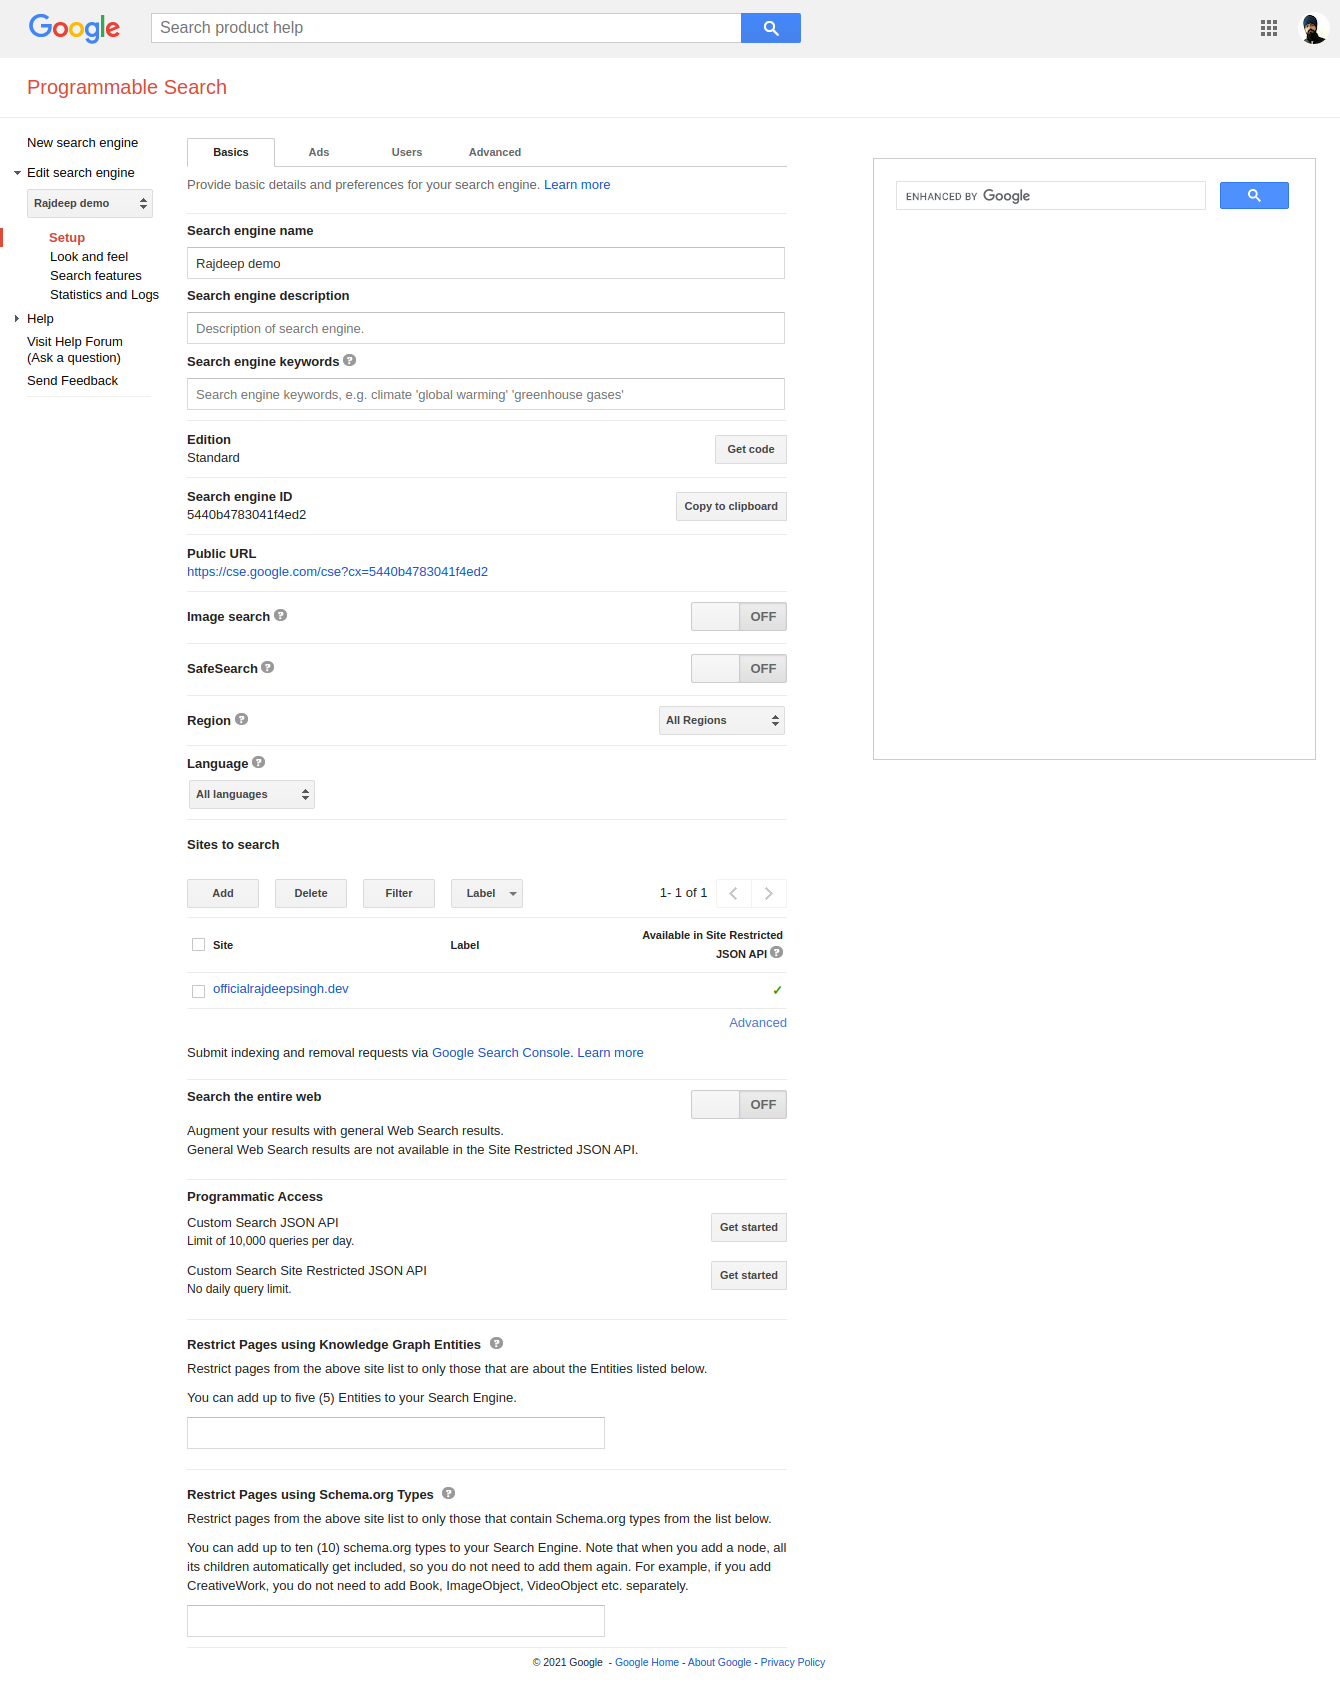 Google
Search product help
Programmable Search
New search engine
Edit search engine
Rajdeep demo
Setup
Look and feel
Search features
Statistics and Logs
Help
Visit Help Forum
(Ask a question)
Send Feedback
Basics Ads Users Advanced
Provide basic details and preferences for your search engine. Learn more
Search engine name
Rajdeep demo
Search engine description
Description of search engine.
Search engine keywords ?
Search engine keywords, e.g. climate 'global warming' 'greenhouse gases'
Edition
Standard
Get code
Search engine ID
5440b4783041f4ed2
Copy to clipboard
Public URL
https://cse.google.com/cse?cx=5440b4783041f4ed2
Image search ? OFF
SafeSearch ? OFF
Region ? All Regions
Language ?
All languages
Sites to search
Add Delete Filter Label 1- 1 of 1
Site Label Available in Site Restricted
JSON API ?
officialrajdeepsingh.dev ✓
Advanced
Submit indexing and removal requests via Google Search Console. Learn more
Search the entire web OFF
Augment your results with general Web Search results.
General Web Search results are not available in the Site Restricted JSON API.
Programmatic Access
Custom Search JSON API
Limit of 10,000 queries per day.
Get started
Custom Search Site Restricted JSON API
No daily query limit.
Get started
Restrict Pages using Knowledge Graph Entities ?
Restrict pages from the above site list to only those that are about the Entities listed below.
You can add up to five (5) Entities to your Search Engine.
Restrict Pages using Schema.org Types ?
Restrict pages from the above site list to only those that contain Schema.org types from the list below.
You can add up to ten (10) schema.org types to your Search Engine. Note that when you add a node, all
its children automatically get included, so you do not need to add them again. For example, if you add
CreativeWork, you do not need to add Book, ImageObject, VideoObject etc. separately.
ENHANCED BY Google
© 2021 Google - Google Home - About Google - Privacy Policy